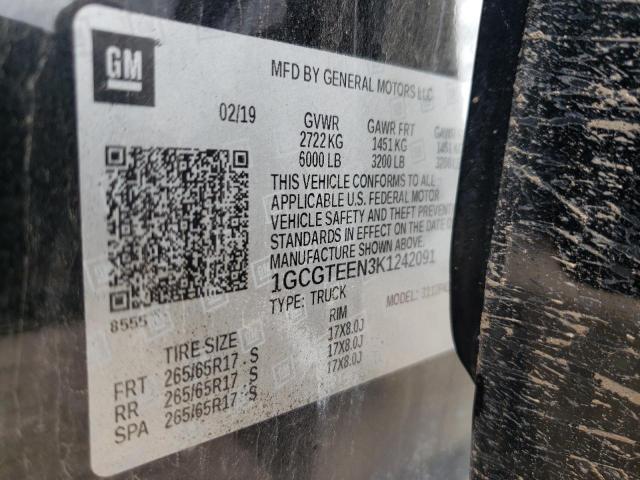 GM
MFD BY GENERAL MOTORS LLC
02/19
GVWR GAWR FRT GAWR
2722 KG 1451 KG 1451 K
6000 LB 3200 LB 3200 L
THIS VEHICLE CONFORMS TO ALL
APPLICABLE U.S. FEDERAL MOTOR
VEHICLE SAFETY AND THEFT PREVENT
STANDARDS IN EFFECT ON THE DATE
MANUFACTURE SHOWN ABOVE.
1GCGTEEN3K1242091
TYPE: TRUCK MODEL:
8555
TIRE SIZE RIM
FRT 265/65R17 S 17X8.0J
RR 265/65R17 S 17X8.0J
SPA 265/65R17 S 17X8.0J